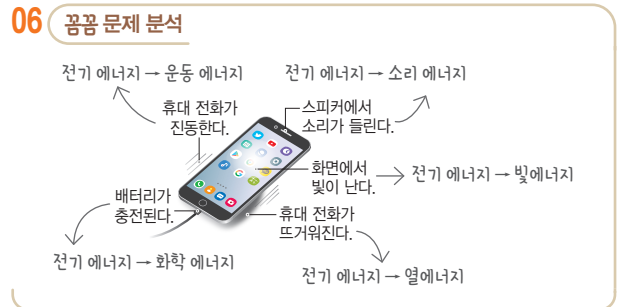 06 꼼꼼 문제 분석
전기 에너지 → 운동 에너지
전기 에너지 → 소리 에너지
휴대 전화가
진동한다.
스피커에서
소리가 들린다.
화면에서
빛이 난다.
전기 에너지 → 빛에너지
배터리가
충전된다.
휴대 전화가
뜨거워진다.
전기 에너지 → 화학 에너지
전기 에너지 → 열에너지